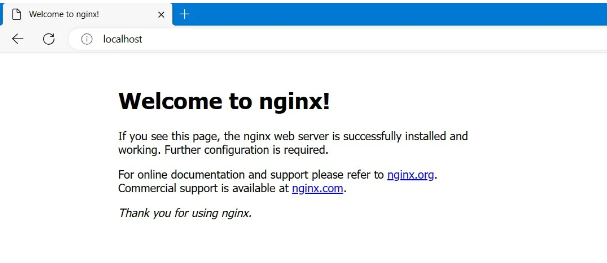 Welcome to nginx!
localhost
Welcome to nginx!
If you see this page, the nginx web server is successfully installed and
working. Further configuration is required.
For online documentation and support please refer to nginx.org.
Commercial support is available at nginx.com.
Thank you for using nginx.